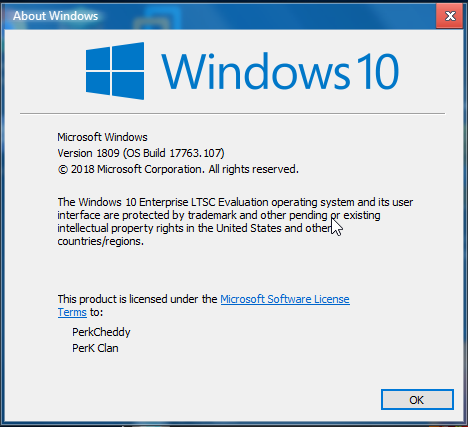 About Windows
Windows 10
Microsoft Windows
Version 1809 (OS Build 17763.107)
© 2018 Microsoft Corporation. All rights reserved.
The Windows 10 Enterprise LTSC Evaluation operating system and its user
interface are protected by trademark and other pending or existing
intellectual property rights in the United States and other
countries/regions.
This product is licensed under the Microsoft Software License
Terms to:
PerkCheddy
PerK Clan
OK